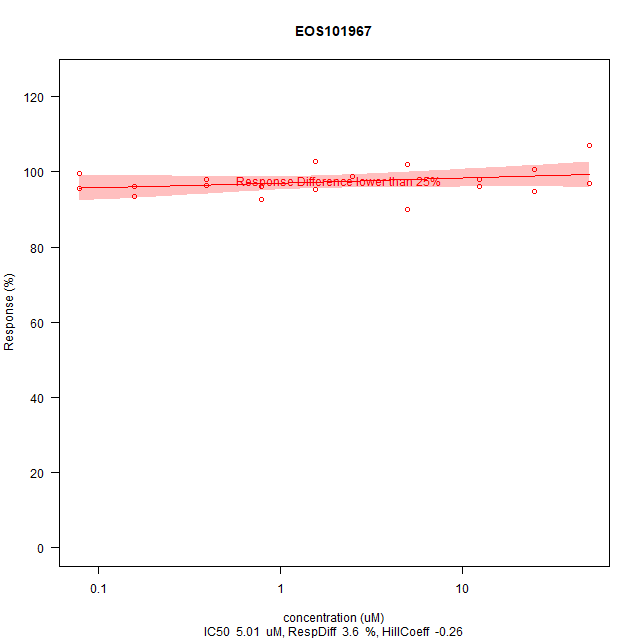 EOS101967
120
100
80
60
40
20
0
Response (%)
Response Difference lower than 25%
0.1
1
10
concentration (uM)
IC50 5.01 uM, RespDiff 3.6 %, HillCoeff -0.26